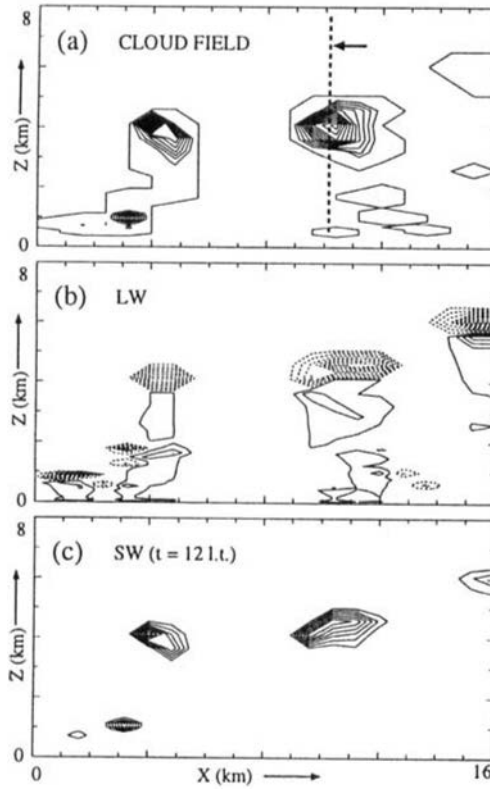 8
(a) CLOUD FIELD
Z (km)
0
8
(b) LW
Z (km)
0
8
(c) SW (t = 12 l.t.)
Z (km)
0
0 X (km) 16